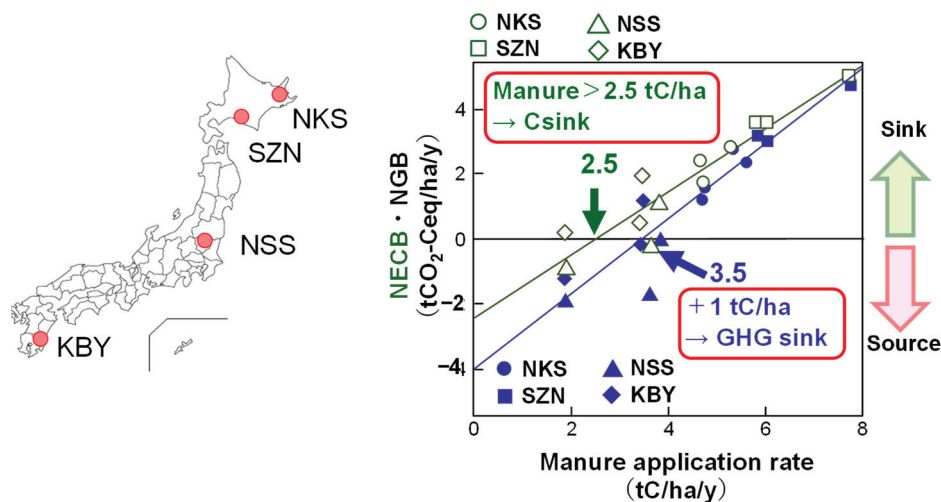 NKS
SZN
NSS
KBY
NKS NSS
SZN KBY
Manure > 2.5 tC/ha
→ Csink
2.5
3.5
+1 tC/ha
→ GHG sink
NKS NSS
SZN KBY
4
2
0
−2
−4
0 2 4 6 8
NECB・NGB
(tCO₂-Ceq/ha/y)
Manure application rate
(tC/ha/y)
Sink
Source